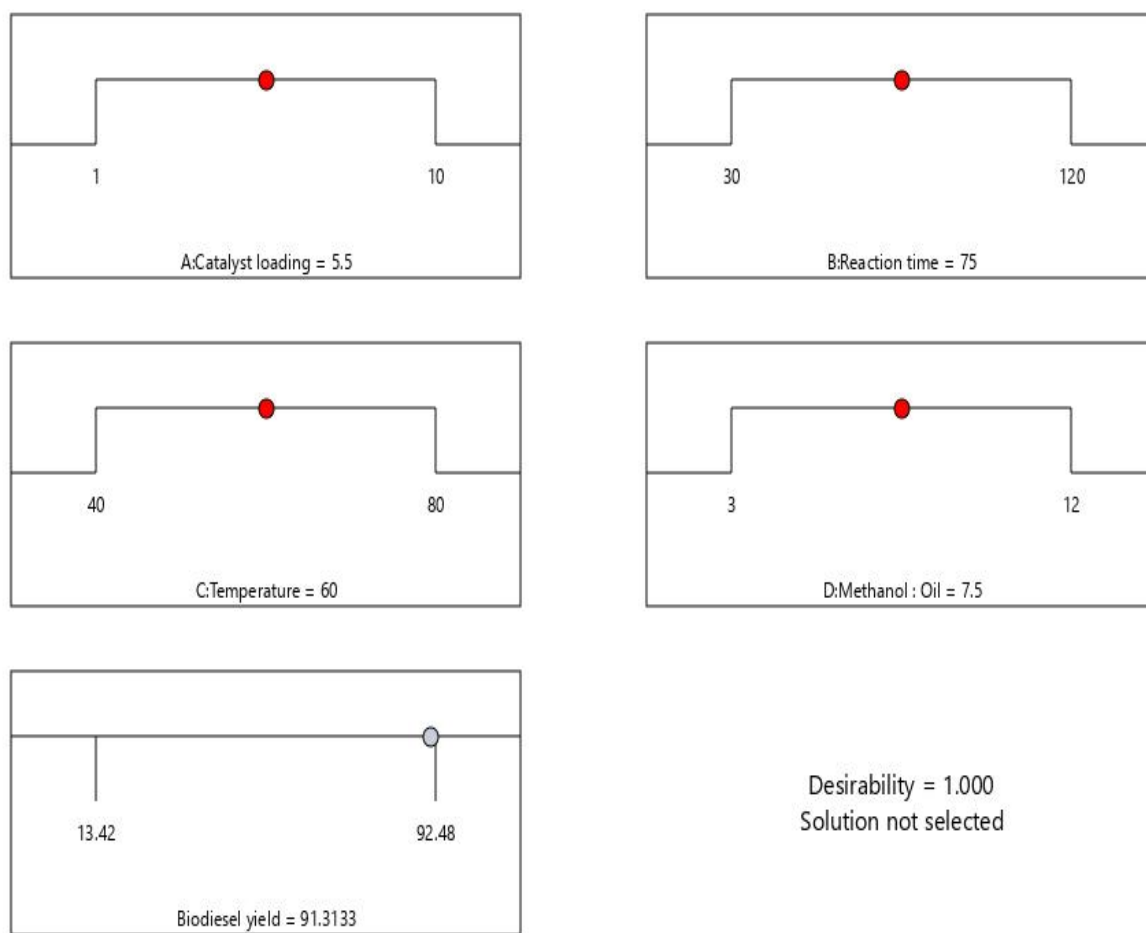 1
10
A:Catalyst loading = 5.5
30
120
B:Reaction time = 75
40
80
C:Temperature = 60
3
12
D:Methanol : Oil = 7.5
13.42
92.48
Biodiesel yield = 91.3133
Desirability = 1.000
Solution not selected